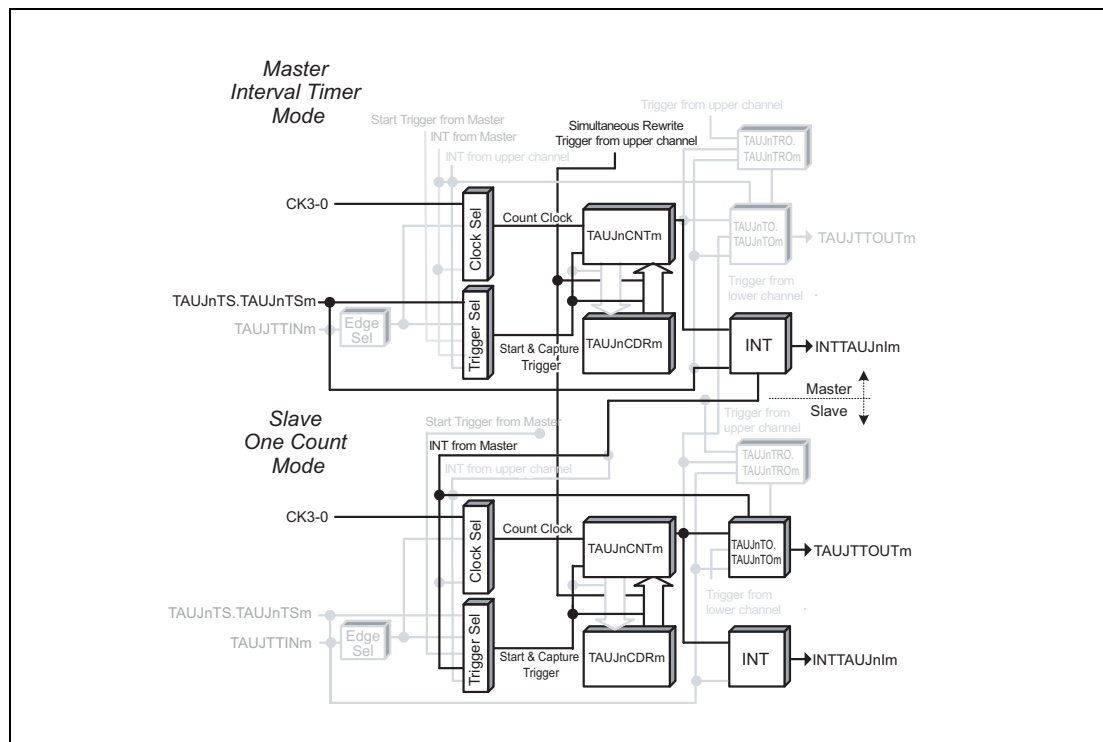 Master
Interval Timer
Mode
Trigger from upper channel
Start Trigger from Master
INT from Master
INT from upper channel
Simultaneous Rewrite
Trigger from upper channel
TAUJnTRO.
TAUJnTROm
CK3-0
Clock Sel
Count Clock
TAUJnCNTm
TAUJnTO.
TAUJnTOm
TAUJTTOUTm
TAUJnTS.TAUJnTSm
TAUJTTINm
Edge
Sel
Trigger Sel
Start & Capture
Trigger
TAUJnCDRm
Trigger from
lower channel
INT
INTTAUJnIm
Master
Slave
Slave
One Count
Mode
Start Trigger from Master
INT from Master
INT from upper channel
Trigger from
upper channel
TAUJnTRO.
TAUJnTROm
CK3-0
Clock Sel
Count Clock
TAUJnCNTm
TAUJnTO.
TAUJnTOm
TAUJTTOUTm
TAUJnTS.TAUJnTSm
TAUJTTINm
Edge
Sel
Trigger Sel
Start & Capture
Trigger
TAUJnCDRm
Trigger from
lower channel
INT
INTTAUJnIm